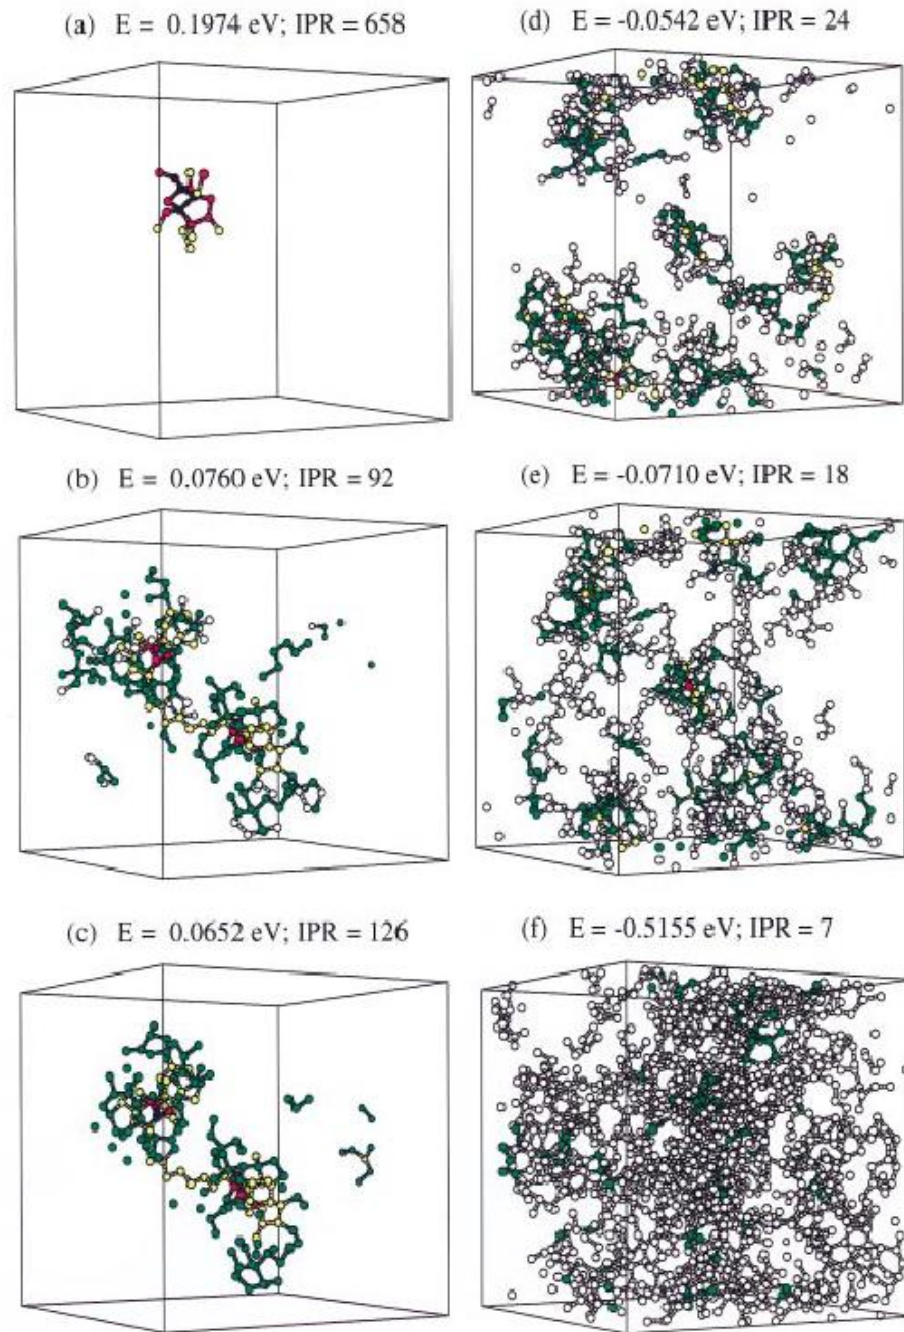 (a) E = 0.1974 eV; IPR = 658
(d) E = -0.0542 eV; IPR = 24
(b) E = 0.0760 eV; IPR = 92
(e) E = -0.0710 eV; IPR = 18
(c) E = 0.0652 eV; IPR = 126
(f) E = -0.5155 eV; IPR = 7